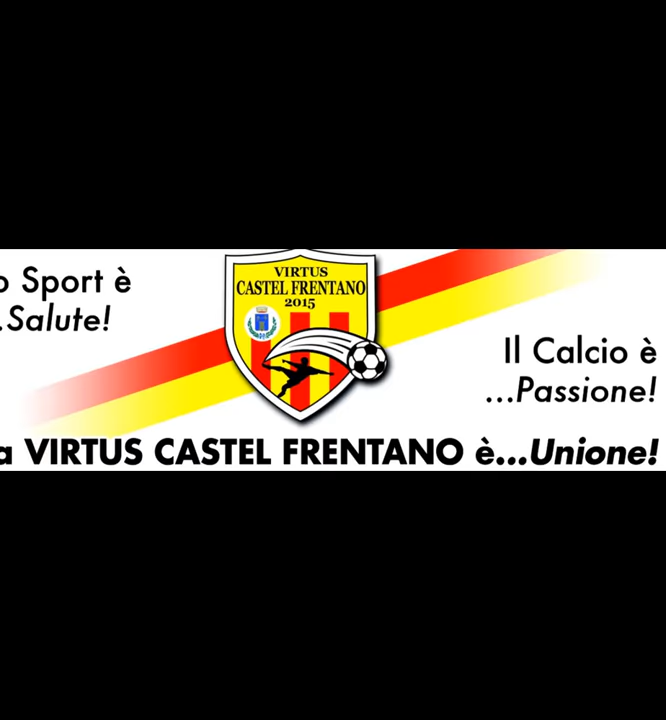 o Sport è
...Salute!
VIRTUS
CASTEL FRENTANO
2015
Il Calcio è
...Passione!
a VIRTUS CASTEL FRENTANO è...Unione!